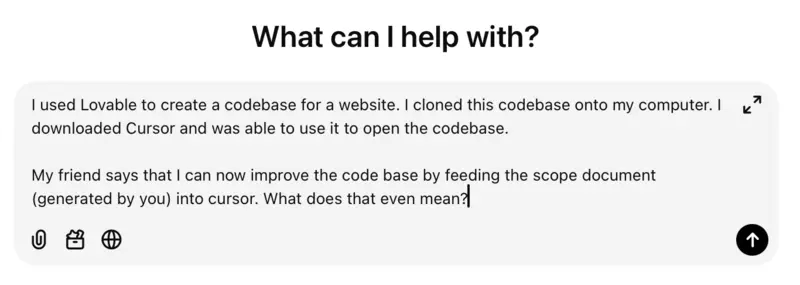 What can I help with?
I used Lovable to create a codebase for a website. I cloned this codebase onto my computer. I
downloaded Cursor and was able to use it to open the codebase.
My friend says that I can now improve the code base by feeding the scope document
(generated by you) into cursor. What does that even mean?